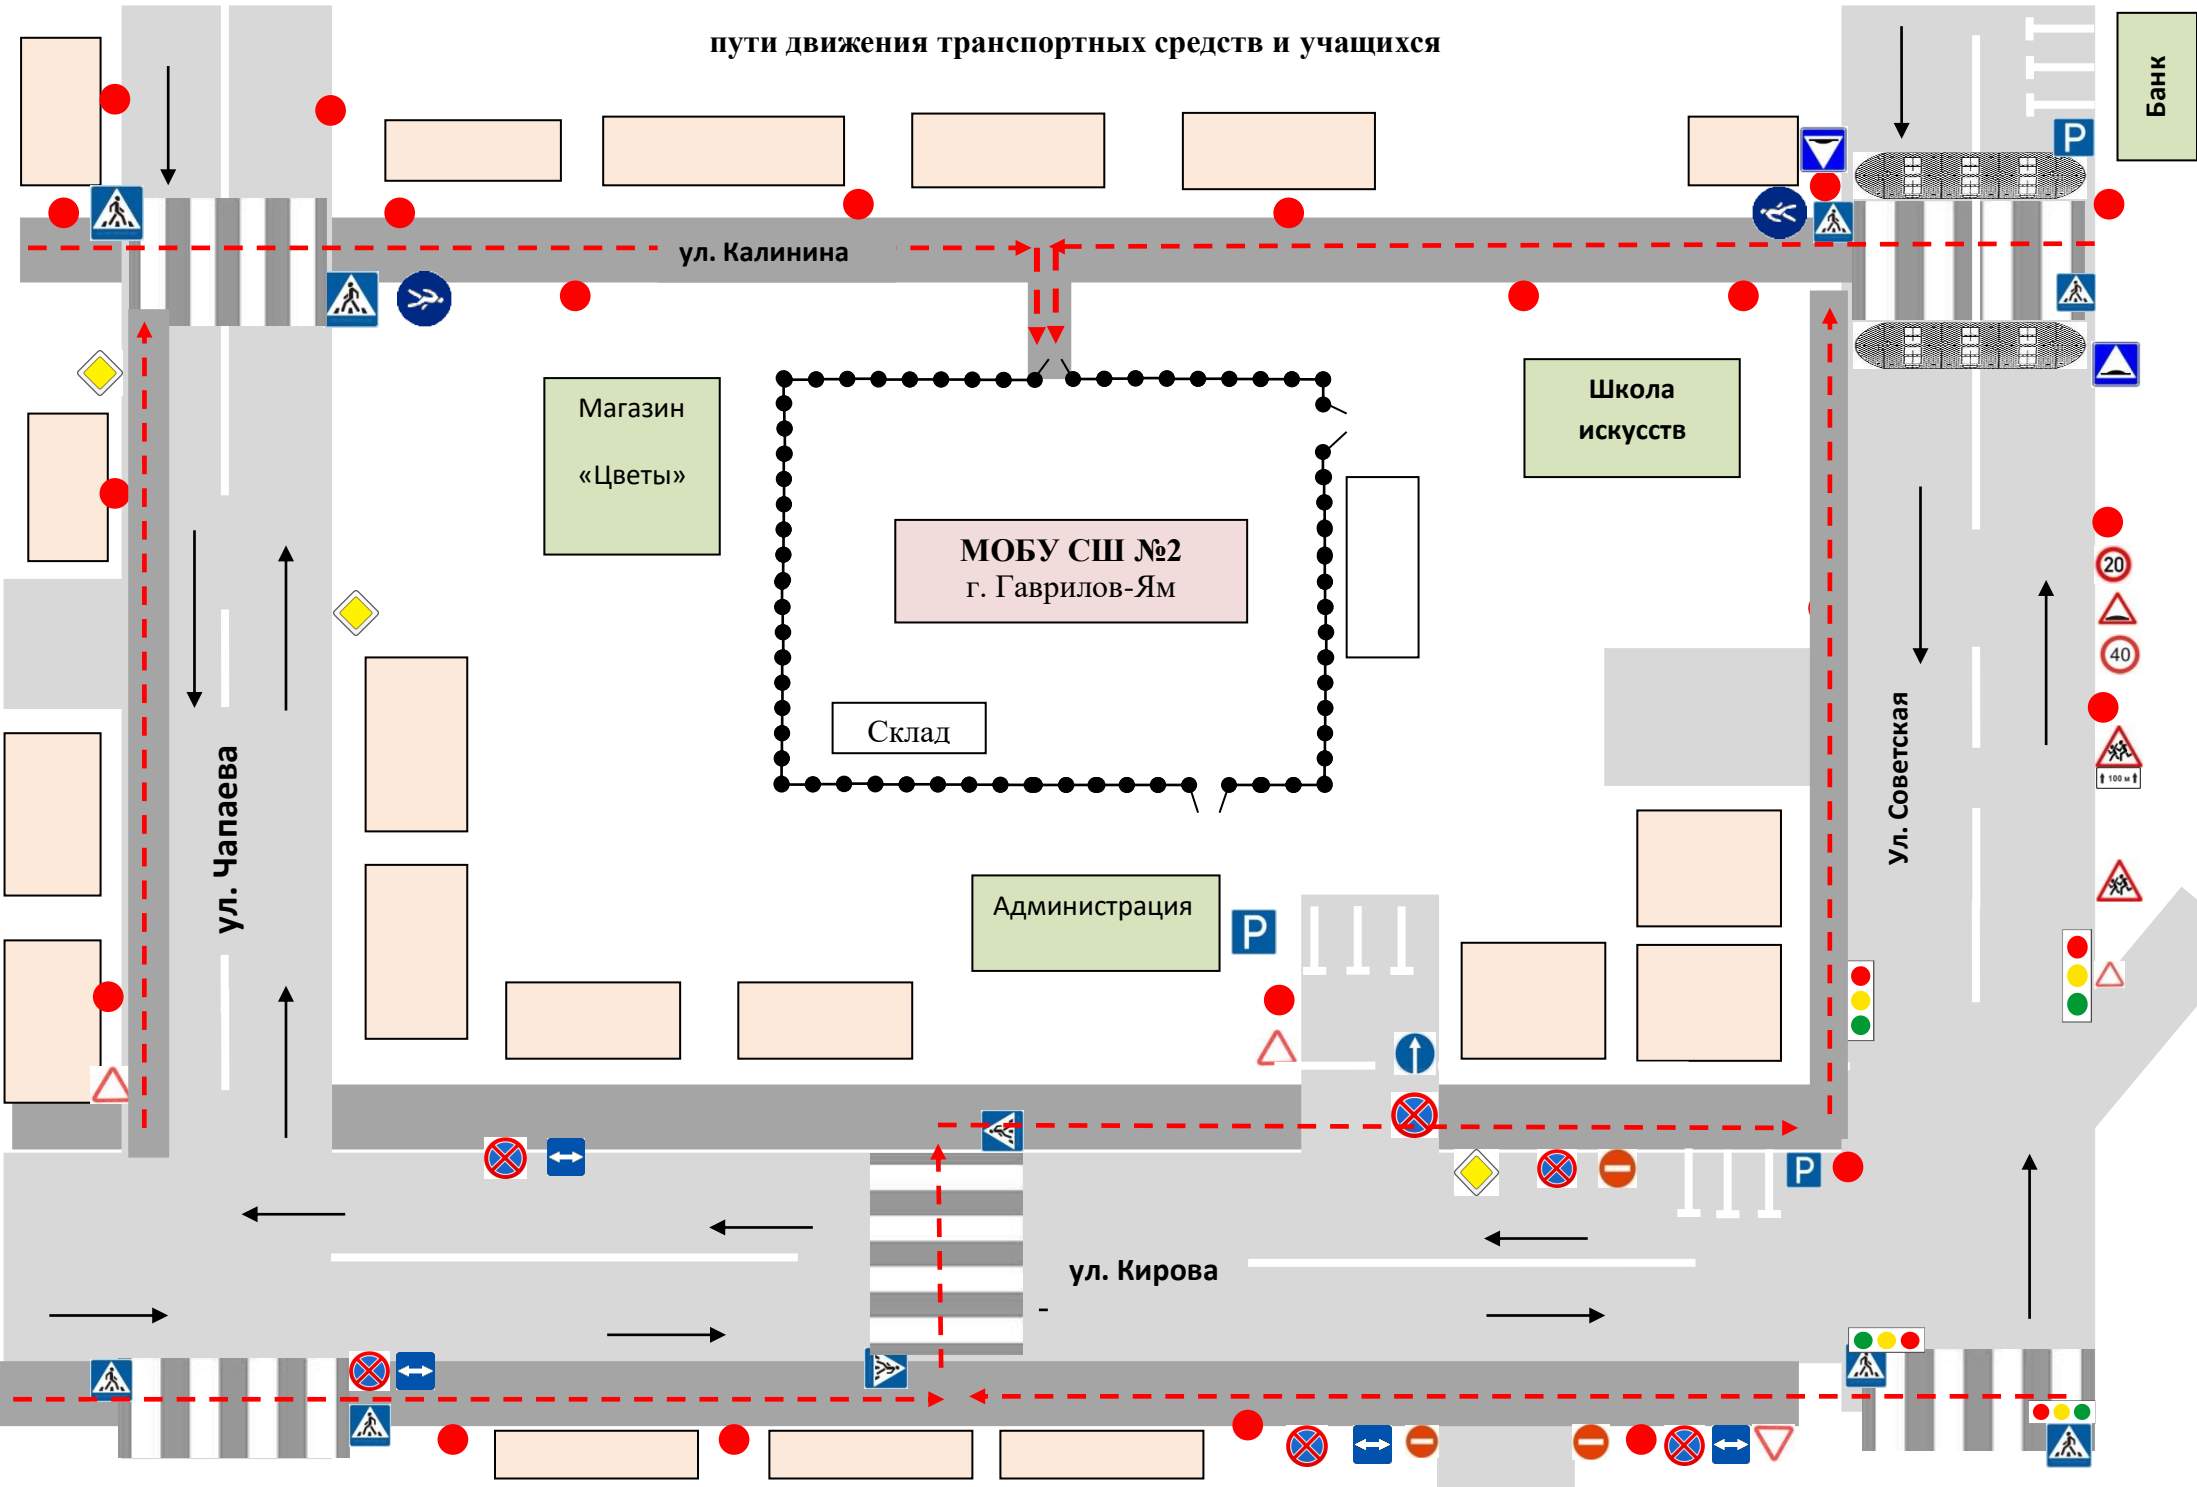 пути движения транспортных средств и учащихся
Банк
P
ул. Калинина
Магазин
«Цветы»
Школа
искусств
МОБУ СШ №2
г. Гаврилов-Ям
20
40
100 м
Склад
ул. Чапаева
Ул. Советская
Администрация
P
P
ул. Кирова
-